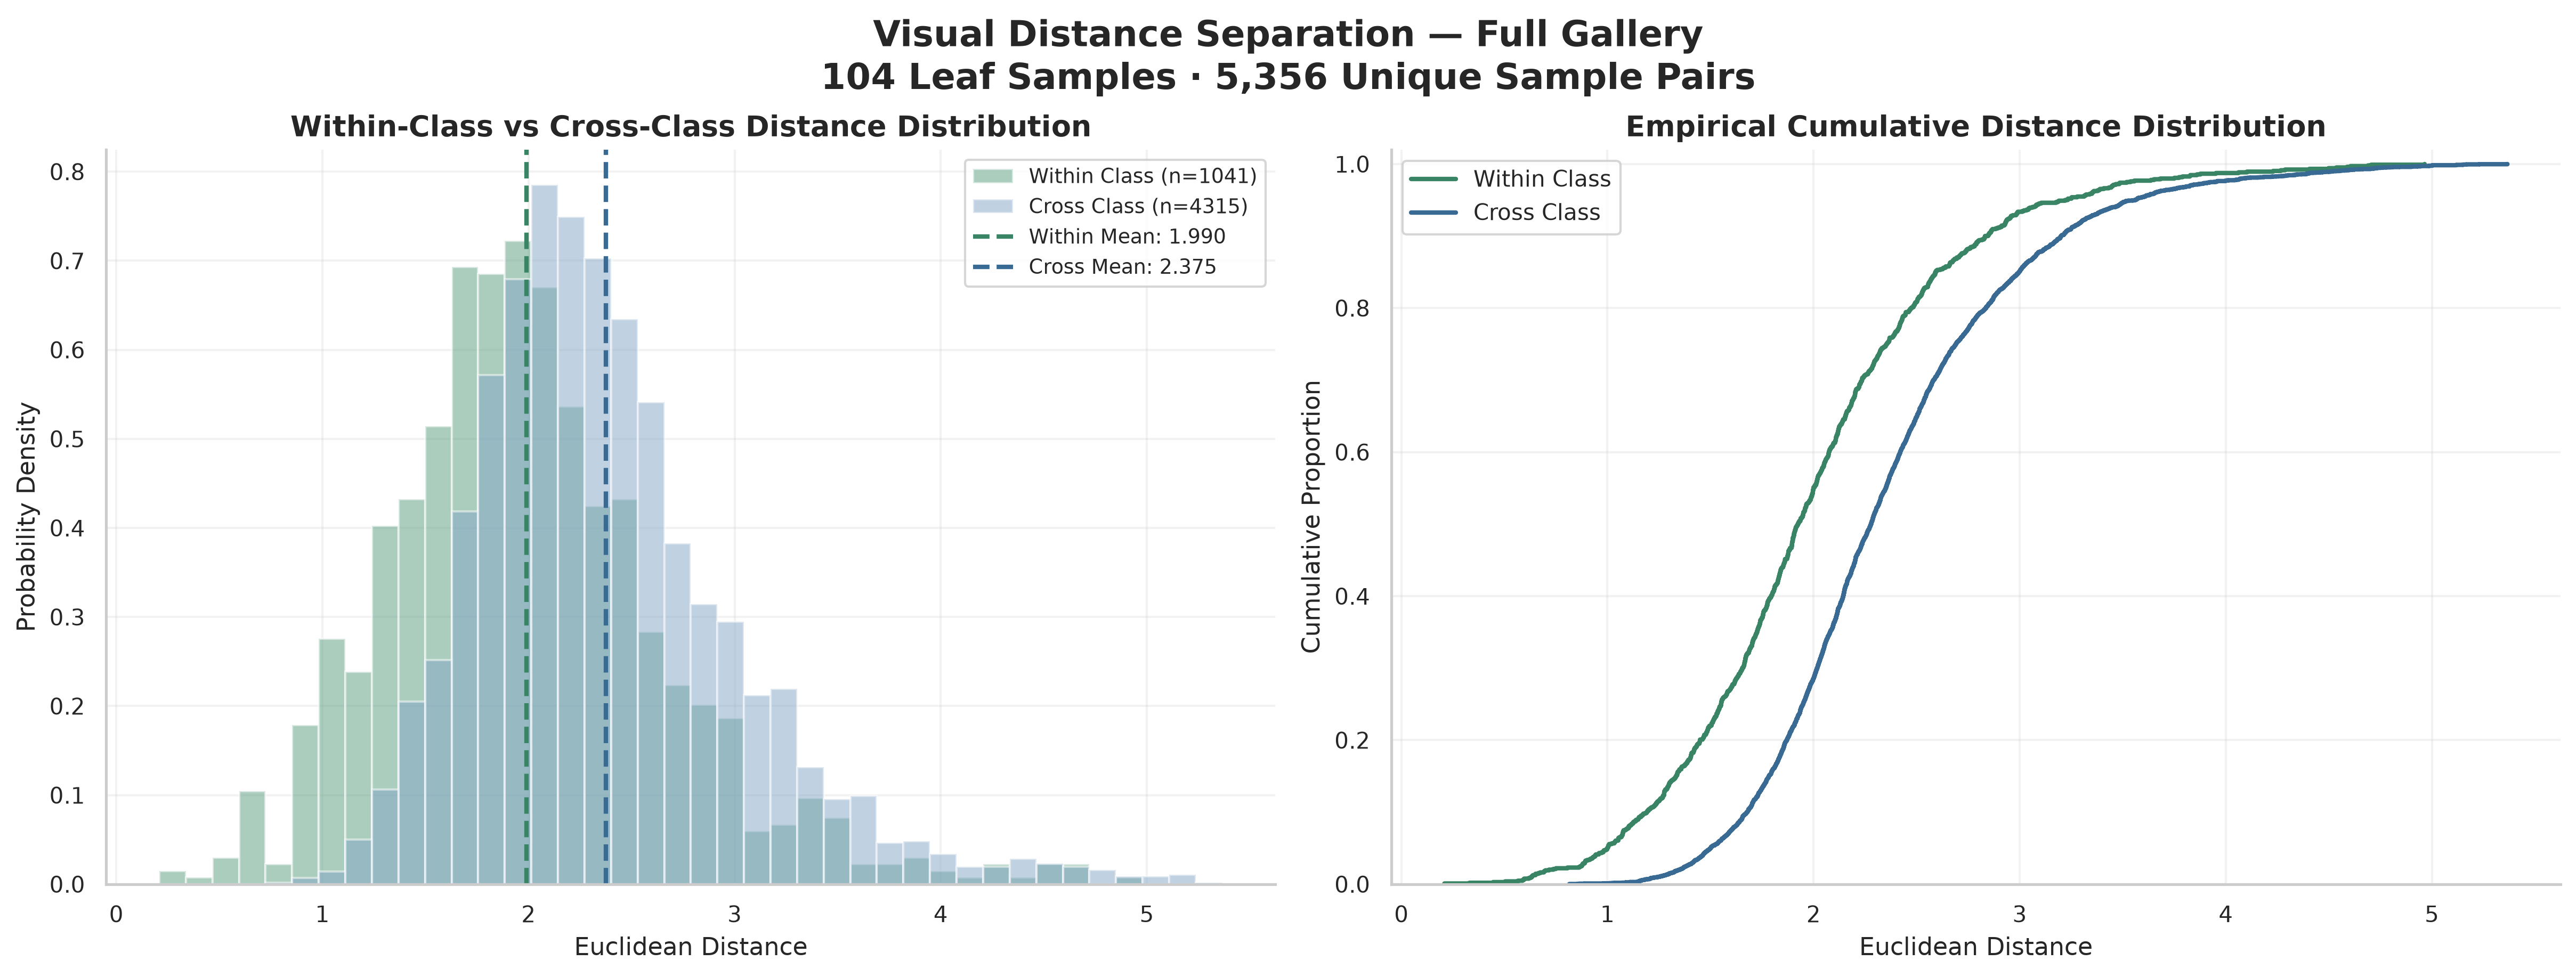 Visual Distance Separation — Full Gallery
104 Leaf Samples · 5,356 Unique Sample Pairs
Within-Class vs Cross-Class Distance Distribution
0.8
0.7
0.6
0.5
0.4
0.3
0.2
0.1
0.0
Probability Density
Within Class (n=1041)
Cross Class (n=4315)
Within Mean: 1.990
Cross Mean: 2.375
0 1 2 3 4 5
Euclidean Distance
Empirical Cumulative Distance Distribution
1.0
0.8
0.6
0.4
0.2
0.0
Cumulative Proportion
Within Class
Cross Class
0 1 2 3 4 5
Euclidean Distance